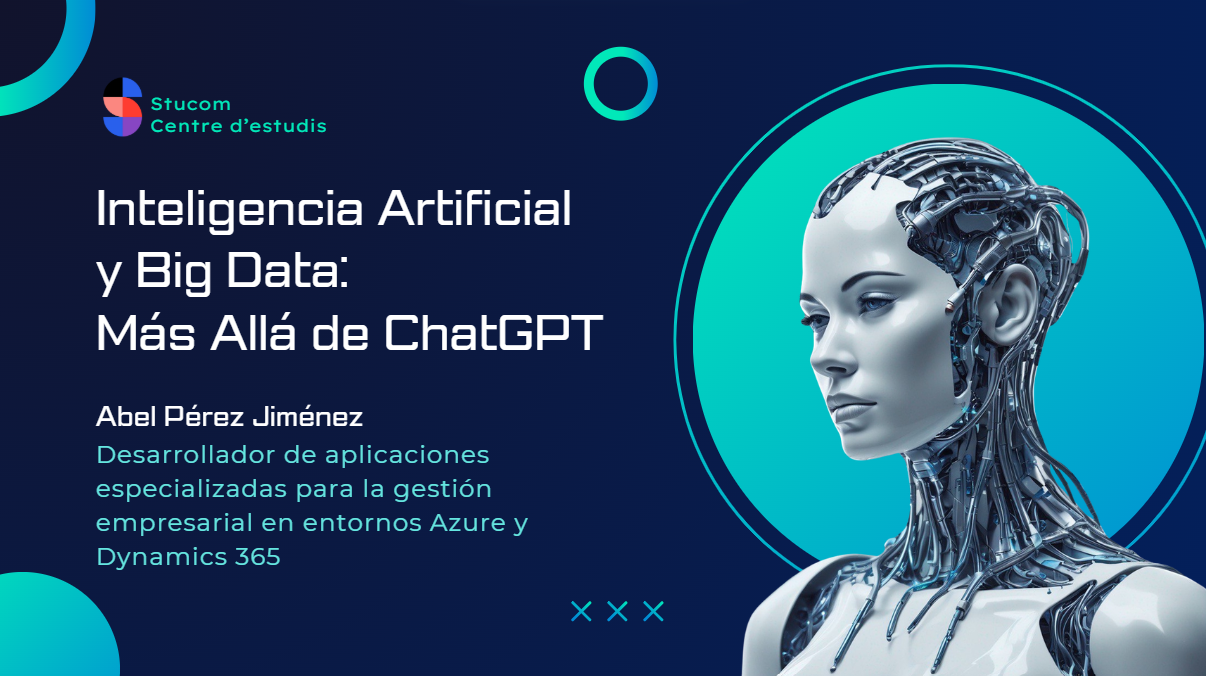 Stucom
Centre d'estudis
Inteligencia Artificial
y Big Data:
Más Allá de ChatGPT
Abel Pérez Jiménez
Desarrollador de aplicaciones
especializadas para la gestión
empresarial en entornos Azure y
Dynamics 365